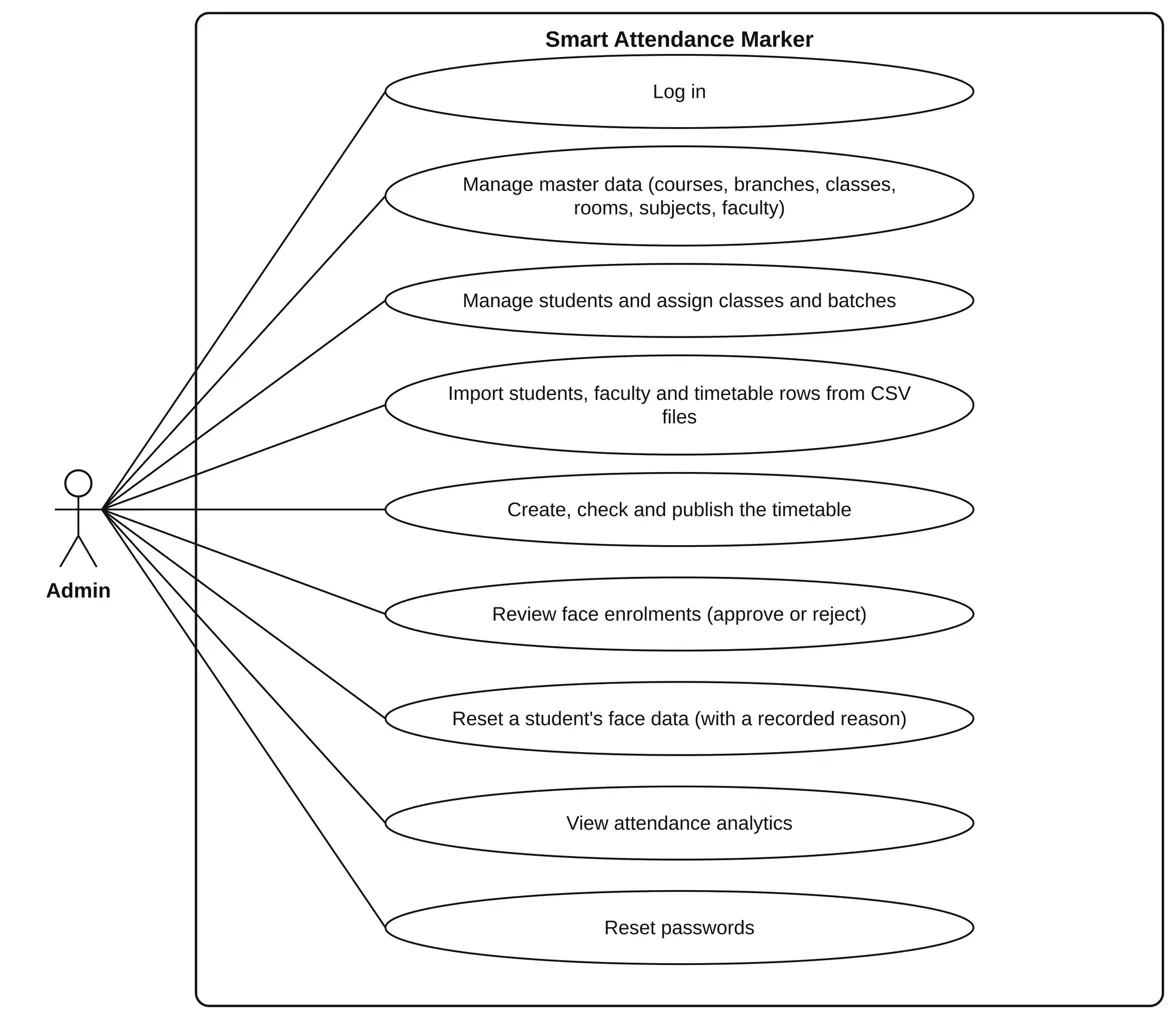 Smart Attendance Marker
Log in
Manage master data (courses, branches, classes,
rooms, subjects, faculty)
Manage students and assign classes and batches
Import students, faculty and timetable rows from CSV
files
Create, check and publish the timetable
Admin
Review face enrolments (approve or reject)
Reset a student's face data (with a recorded reason)
View attendance analytics
Reset passwords